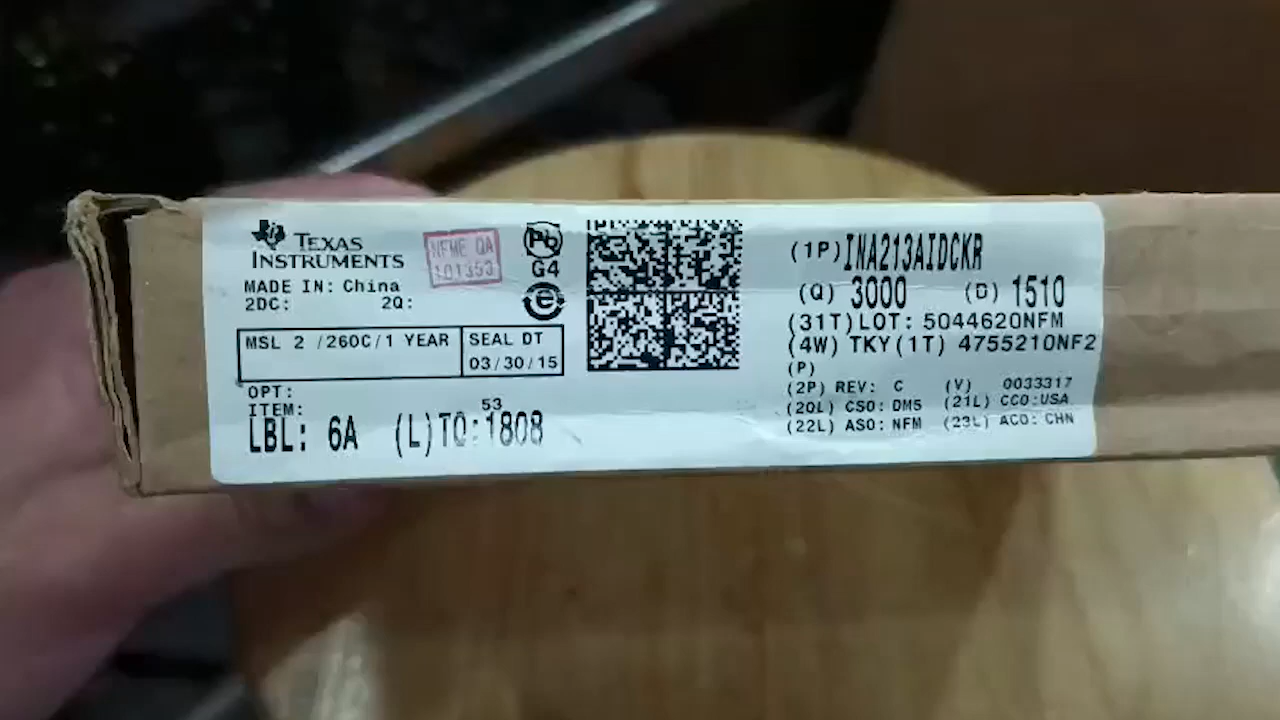 TEXAS
INSTRUMENTS
MADE IN: China
2DC: 2Q:
NFME QA
101353
Pb
G4
e
MSL 2 /260C/1 YEAR
SEAL DT
03/30/15
OPT:
ITEM: 53
LBL: 6A (L)TO:1808
(1P)INA213AIDCKR
(Q) 3000 (D) 1510
(31T)LOT: 5044620NFM
(4W) TKY(1T) 4755210NF2
(P)
(2P) REV: C (V) 0033317
(20L) CSO: DM5 (21L) CCO:USA
(22L) ASO: NFM (23L) ACO: CHN